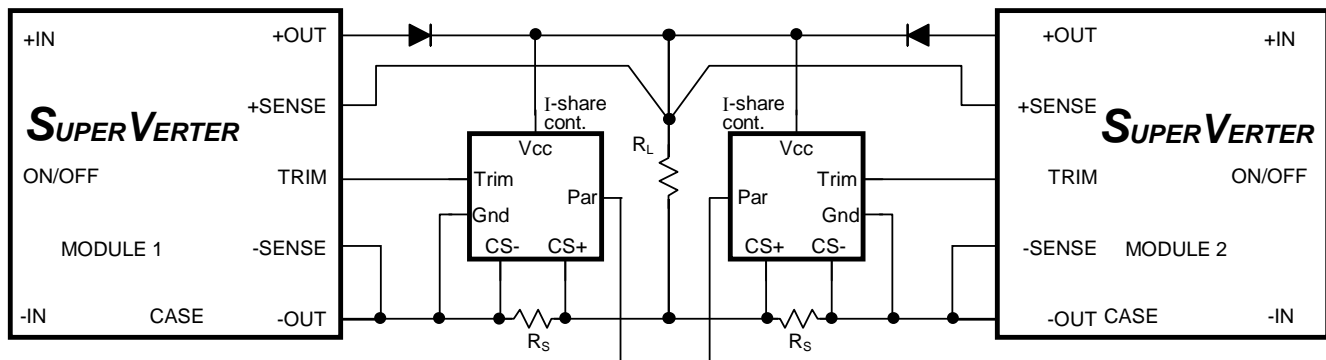 +IN
+OUT
+SENSE
SUPERVERTER
ON/OFF
TRIM
MODULE 1
-SENSE
-IN
CASE
-OUT
I-share
cont.
Vcc
Trim
Par
Gnd
CS-
CS+
RS
RL
I-share
cont.
Vcc
Trim
Par
Gnd
CS+
CS-
RS
+OUT
+IN
+SENSE
SUPERVERTER
TRIM
ON/OFF
-SENSE
MODULE 2
-OUT
CASE
-IN